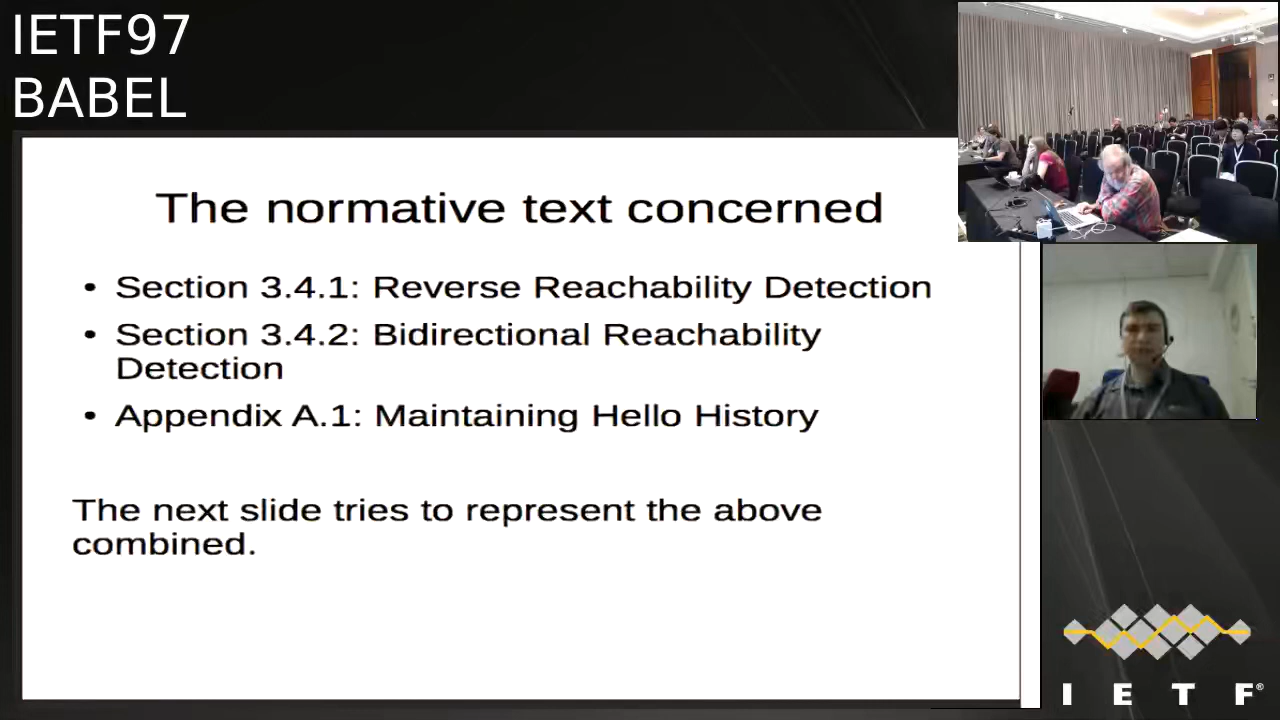 IETF97
BABEL
The normative text concerned
• Section 3.4.1: Reverse Reachability Detection
• Section 3.4.2: Bidirectional Reachability
Detection
• Appendix A.1: Maintaining Hello History
The next slide tries to represent the above
combined.
I E T F®